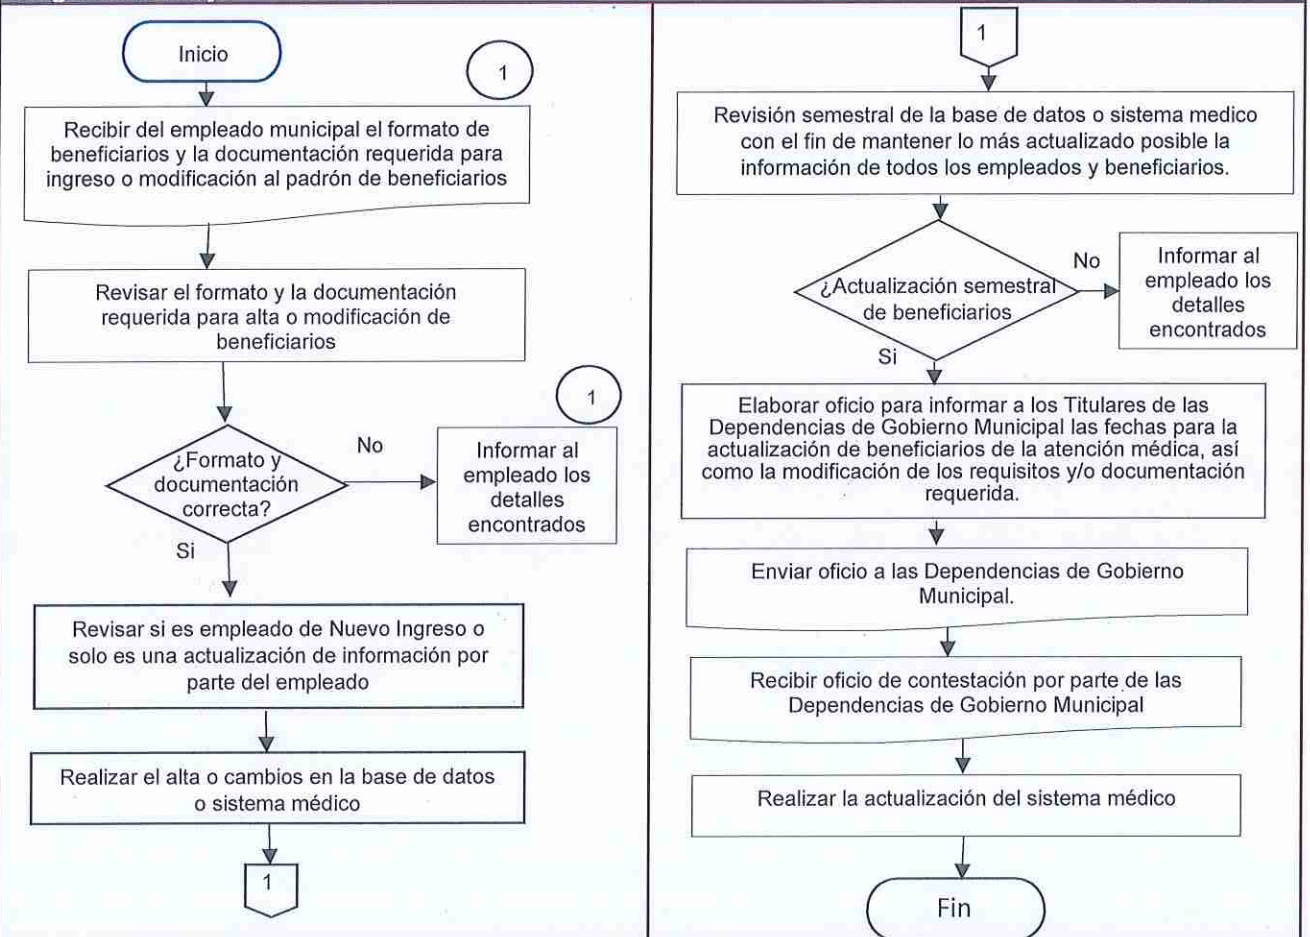 Inicio
1
Recibir del empleado municipal el formato de
beneficiarios y la documentación requerida para
ingreso o modificación al padrón de beneficiarios
Revisar el formato y la documentación
requerida para alta o modificación de
beneficiarios
1
¿Formato y
documentación
correcta?
No
Informar al
empleado los
detalles
encontrados
Si
Revisar si es empleado de Nuevo Ingreso o
solo es una actualización de información por
parte del empleado
Realizar el alta o cambios en la base de datos
o sistema médico
1
1
Revisión semestral de la base de datos o sistema medico
con el fin de mantener lo más actualizado posible la
información de todos los empleados y beneficiarios.
¿Actualización semestral
de beneficiarios
No
Informar al
empleado los
detalles
encontrados
Si
Elaborar oficio para informar a los Titulares de las
Dependencias de Gobierno Municipal las fechas para la
actualización de beneficiarios de la atención médica, así
como la modificación de los requisitos y/o documentación
requerida.
Enviar oficio a las Dependencias de Gobierno
Municipal.
Recibir oficio de contestación por parte de las
Dependencias de Gobierno Municipal
Realizar la actualización del sistema médico
Fin